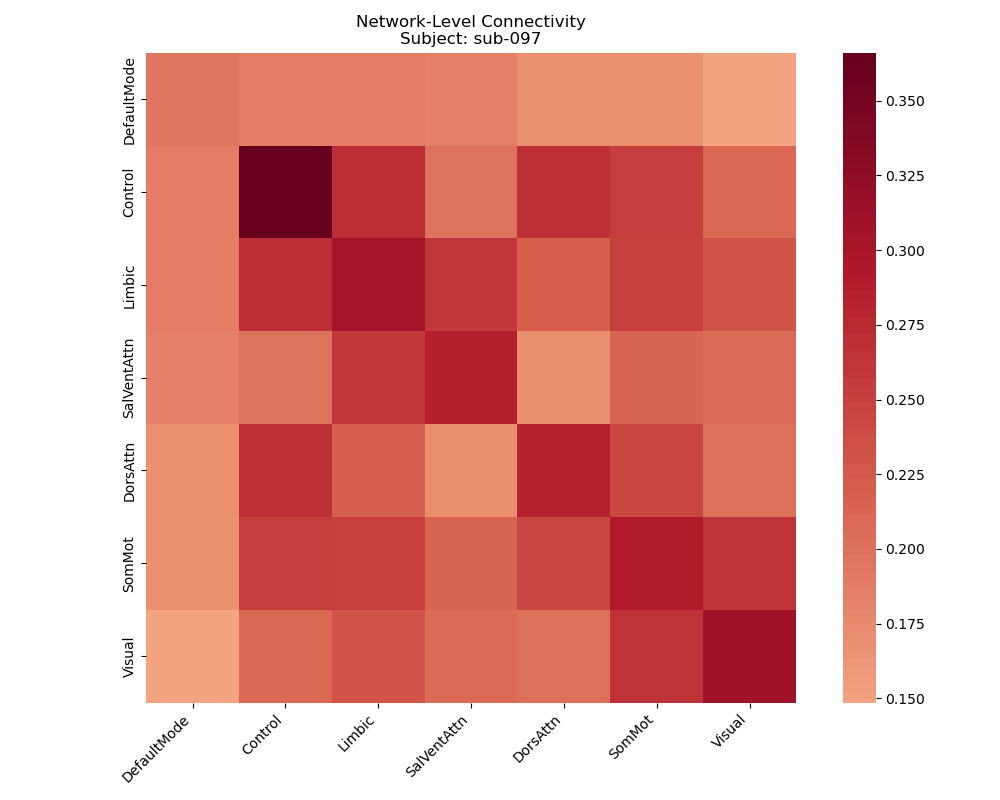 Network-Level Connectivity
Subject: sub-097
DefaultMode
Control
Limbic
SalVentAttn
DorsAttn
SomMot
Visual
DefaultMode
Control
Limbic
SalVentAttn
DorsAttn
SomMot
Visual
0.350
0.325
0.300
0.275
0.250
0.225
0.200
0.175
0.150